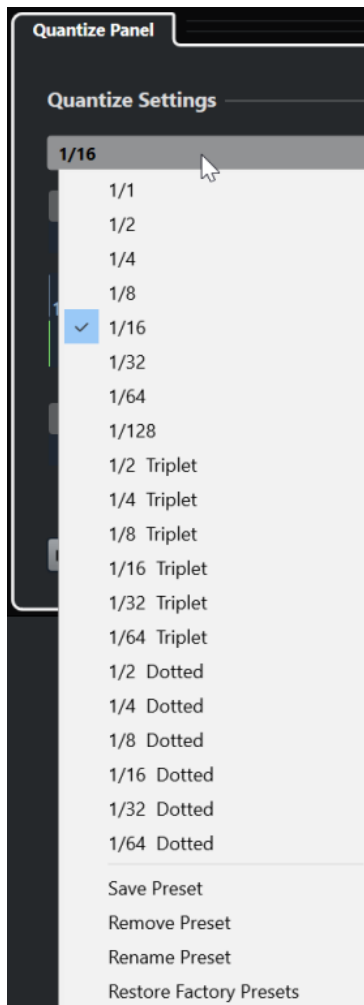 Quantize Panel
Quantize Settings
1/16
1/1
1/2
1/4
1/8
1/16
1/32
1/64
1/128
1/2 Triplet
1/4 Triplet
1/8 Triplet
1/16 Triplet
1/32 Triplet
1/64 Triplet
1/2 Dotted
1/4 Dotted
1/8 Dotted
1/16 Dotted
1/32 Dotted
1/64 Dotted
Save Preset
Remove Preset
Rename Preset
Restore Factory Presets